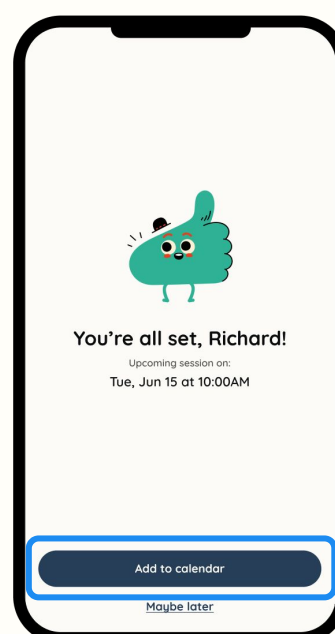 You’re all set, Richard!
Upcoming session on:
Tue, Jun 15 at 10:00AM
Add to calendar
Maybe later